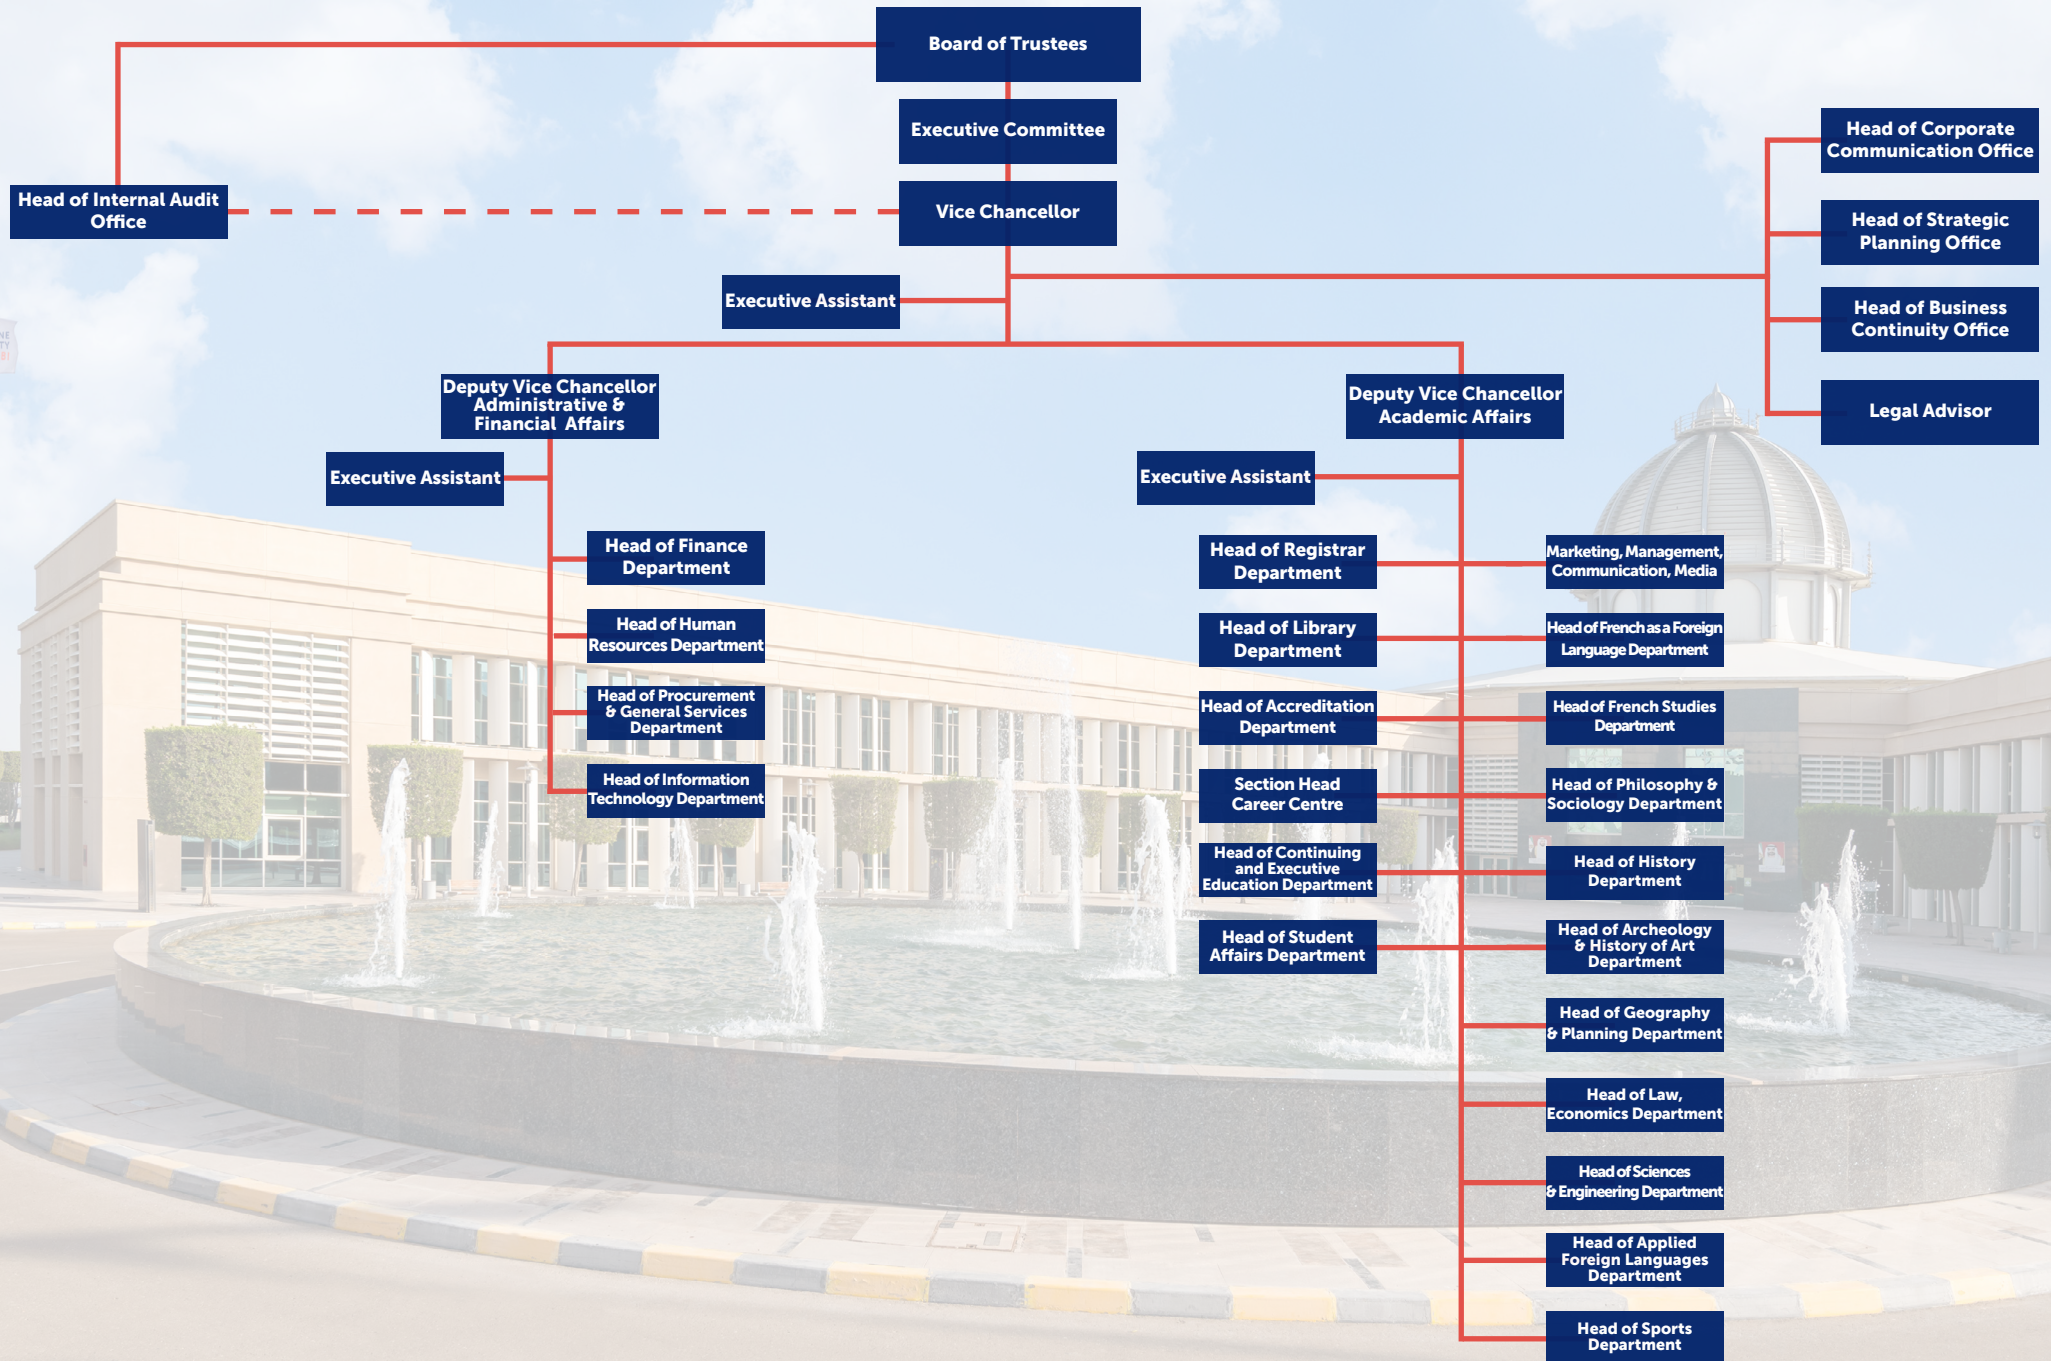 Board of Trustees
Executive Committee
Head of Corporate
Communication Office
Head of Internal Audit
Office
Vice Chancellor
Head of Strategic
Planning Office
Executive Assistant
Head of Business
Continuity Office
Deputy Vice Chancellor
Administrative &
Financial Affairs
Deputy Vice Chancellor
Academic Affairs
Legal Advisor
Executive Assistant
Executive Assistant
Head of Finance
Department
Head of Human
Resources Department
Head of Procurement
& General Services
Department
Head of Information
Technology Department
Head of Registrar
Department
Head of Library
Department
Head of Accreditation
Department
Section Head
Career Centre
Head of Continuing
and Executive
Education Department
Head of Student
Affairs Department
Marketing, Management,
Communication, Media
Head of French as a Foreign
Language Department
Head of French Studies
Department
Head of Philosophy &
Sociology Department
Head of History
Department
Head of Archeology
& History of Art
Department
Head of Geography
& Planning Department
Head of Law,
Economics Department
Head of Sciences
& Engineering Department
Head of Applied
Foreign Languages
Department
Head of Sports
Department